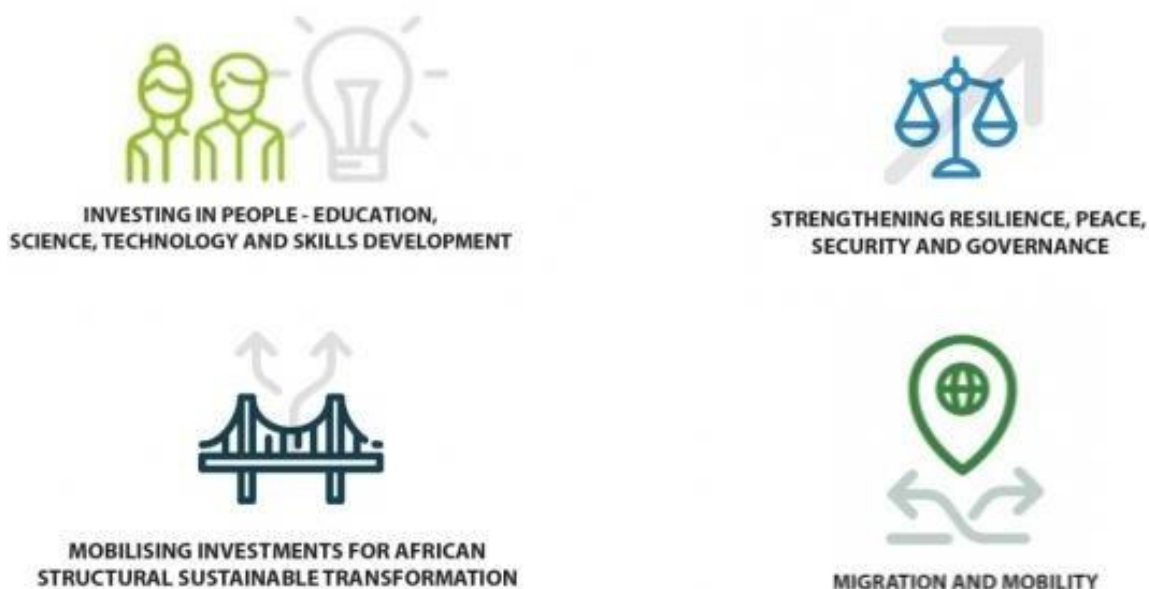 INVESTING IN PEOPLE - EDUCATION,
SCIENCE, TECHNOLOGY AND SKILLS DEVELOPMENT
STRENGTHENING RESILIENCE, PEACE,
SECURITY AND GOVERNANCE
MOBILISING INVESTMENTS FOR AFRICAN
STRUCTURAL SUSTAINABLE TRANSFORMATION
MIGRATION AND MOBILITY